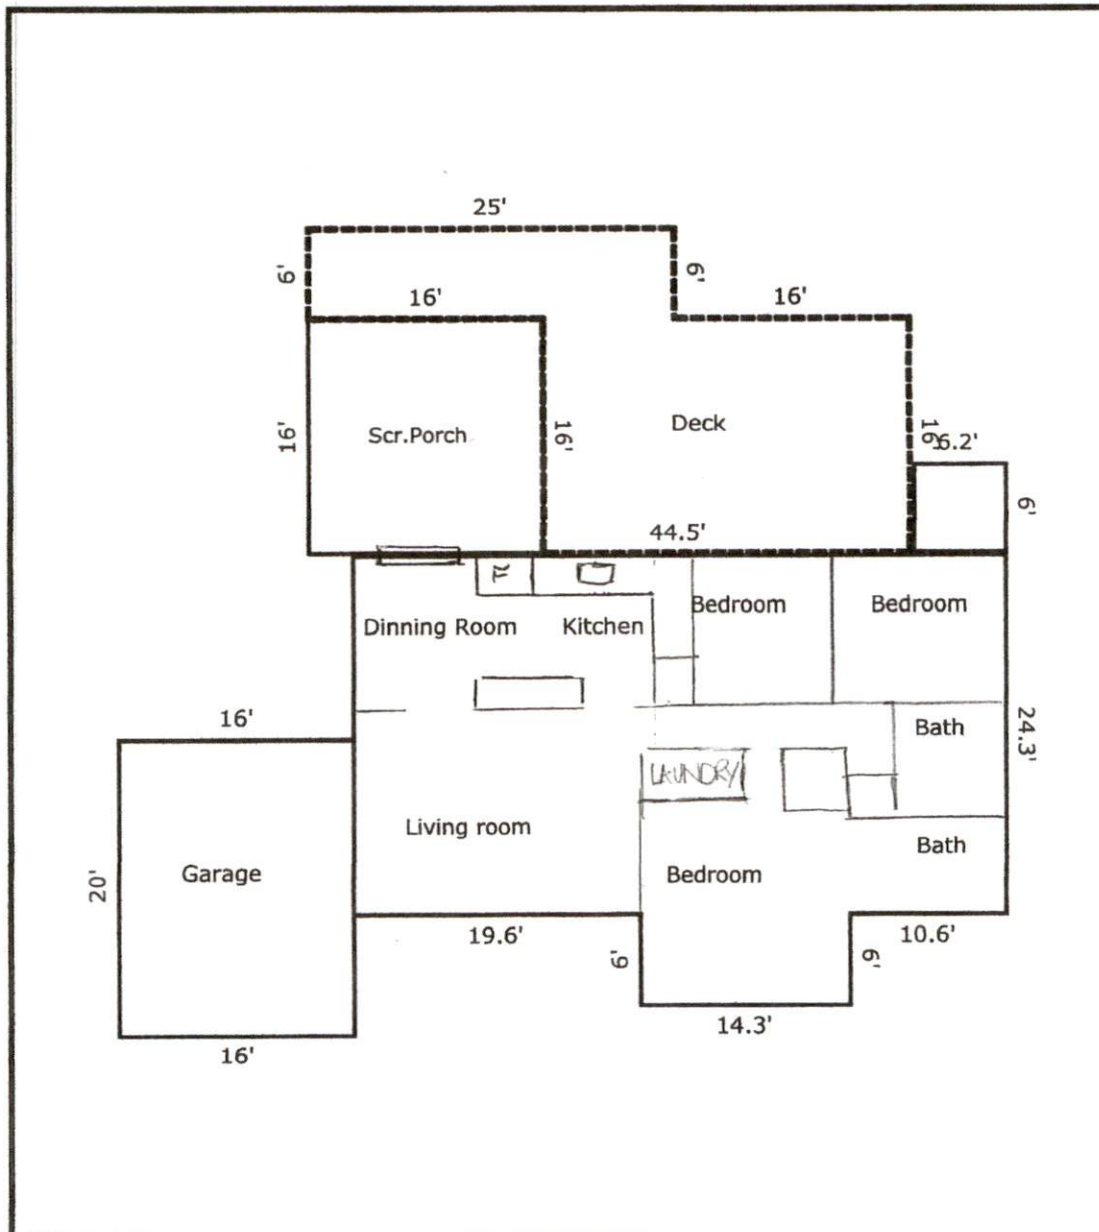 25'
6'
6'
16'
16'
16'
Scr.Porch
16'
Deck
16'
6.2'
6'
44.5'
Bedroom
Bedroom
Dinning Room
Kitchen
24.3'
16'
Bath
LAUNDRY
Living room
Bath
Garage
Bedroom
20'
19.6'
6'
6'
10.6'
14.3'
16'